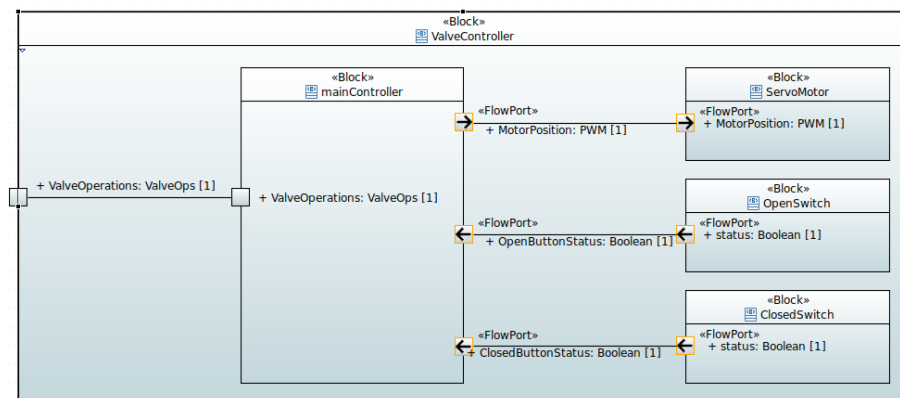 «Block»
ValveController
«Block»
mainController
«Block»
ServoMotor
«FlowPort»
+ MotorPosition: PWM [1]
«FlowPort»
+ MotorPosition: PWM [1]
+ ValveOperations: ValveOps [1]
+ ValveOperations: ValveOps [1]
«Block»
OpenSwitch
«FlowPort»
+ OpenButtonStatus: Boolean [1]
«FlowPort»
+ status: Boolean [1]
«Block»
ClosedSwitch
«FlowPort»
+ ClosedButtonStatus: Boolean [1]
«FlowPort»
+ status: Boolean [1]